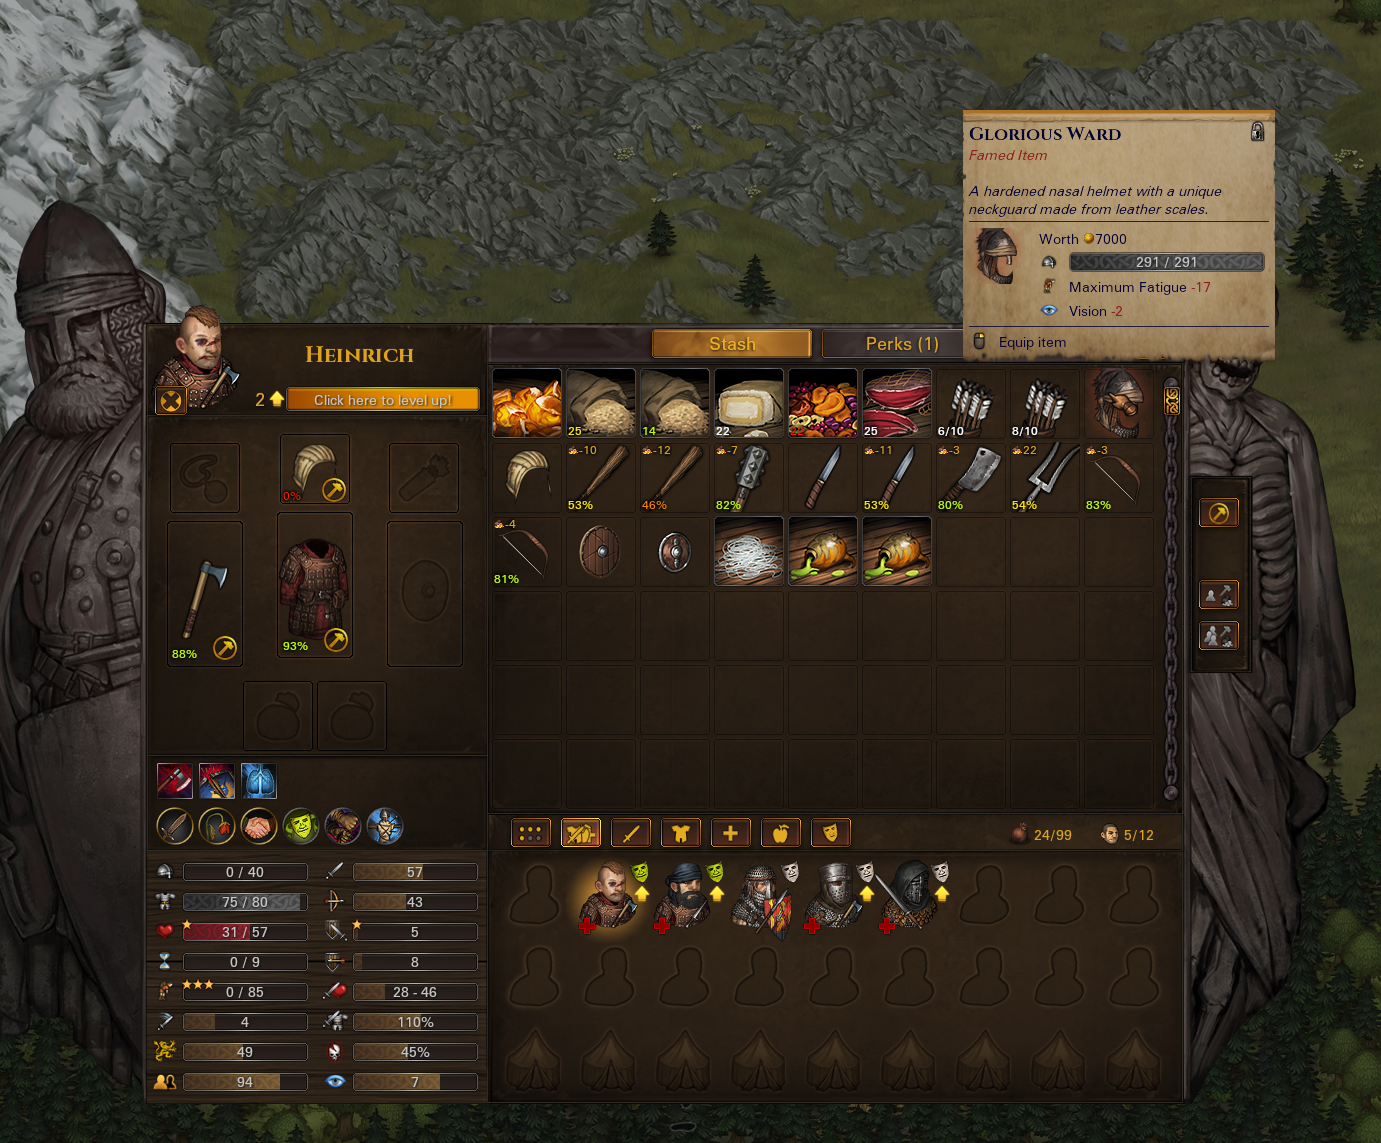 GLORIOUS WARD
Famed Item
A hardened nasal helmet with a unique
neckguard made from leather scales.
Worth 7000
291 / 291
Maximum Fatigue -17
Vision -2
Equip item
HEINRICH
2 Click here to level up!
Stash
Perks (1)
25
14
22
25
6/10
8/10
-10
53%
-12
46%
-7
82%
-11
53%
-3
80%
-22
54%
-3
83%
-4
81%
0%
88%
93%
24/99
5/12
0 / 40
57
75 / 80
43
31 / 57
5
0 / 9
8
0 / 85
28 - 46
4
110%
49
45%
94
7